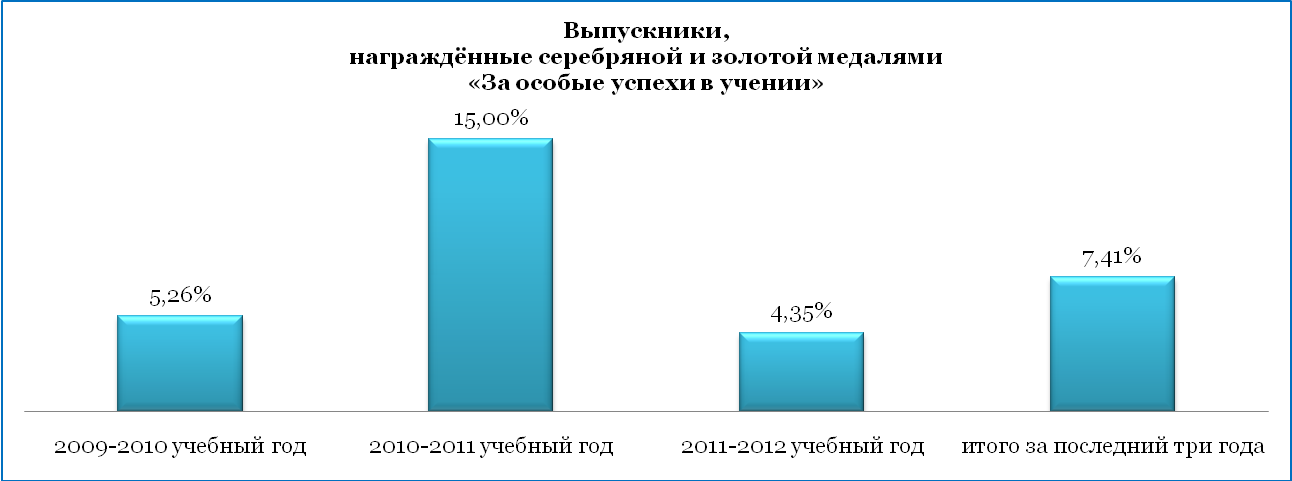 Выпускники,
награждённые серебряной и золотой медалями
«За особые успехи в учении»
15,00%
7,41%
5,26%
4,35%
2009-2010 учебный год
2010-2011 учебный год
2011-2012 учебный год
итого за последний три года